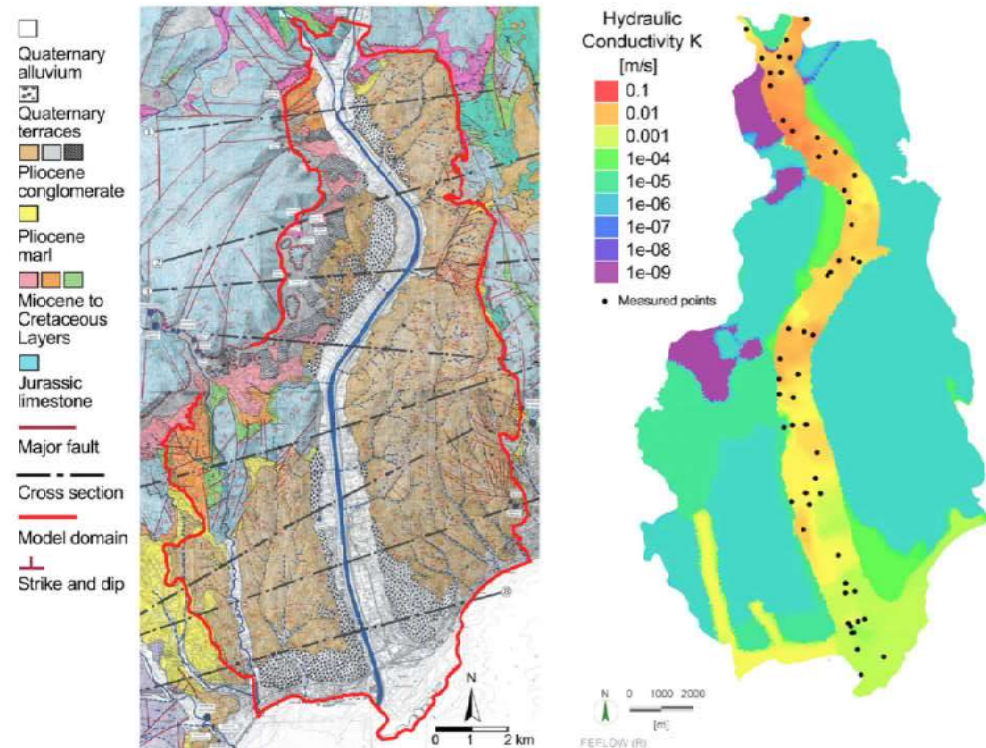 Quaternary
alluvium
Quaternary
terraces
Pliocene
conglomerate
Pliocene
marl
Miocene to
Cretaceous
Layers
Jurassic
limestone
Major fault
Cross section
Model domain
Strike and dip
N
0 1 2 km
Hydraulic
Conductivity K
[m/s]
0.1
0.01
0.001
1e-04
1e-05
1e-06
1e-07
1e-08
1e-09
Measured points
N 0 1000 2000
[m]
FEFLOW (R)